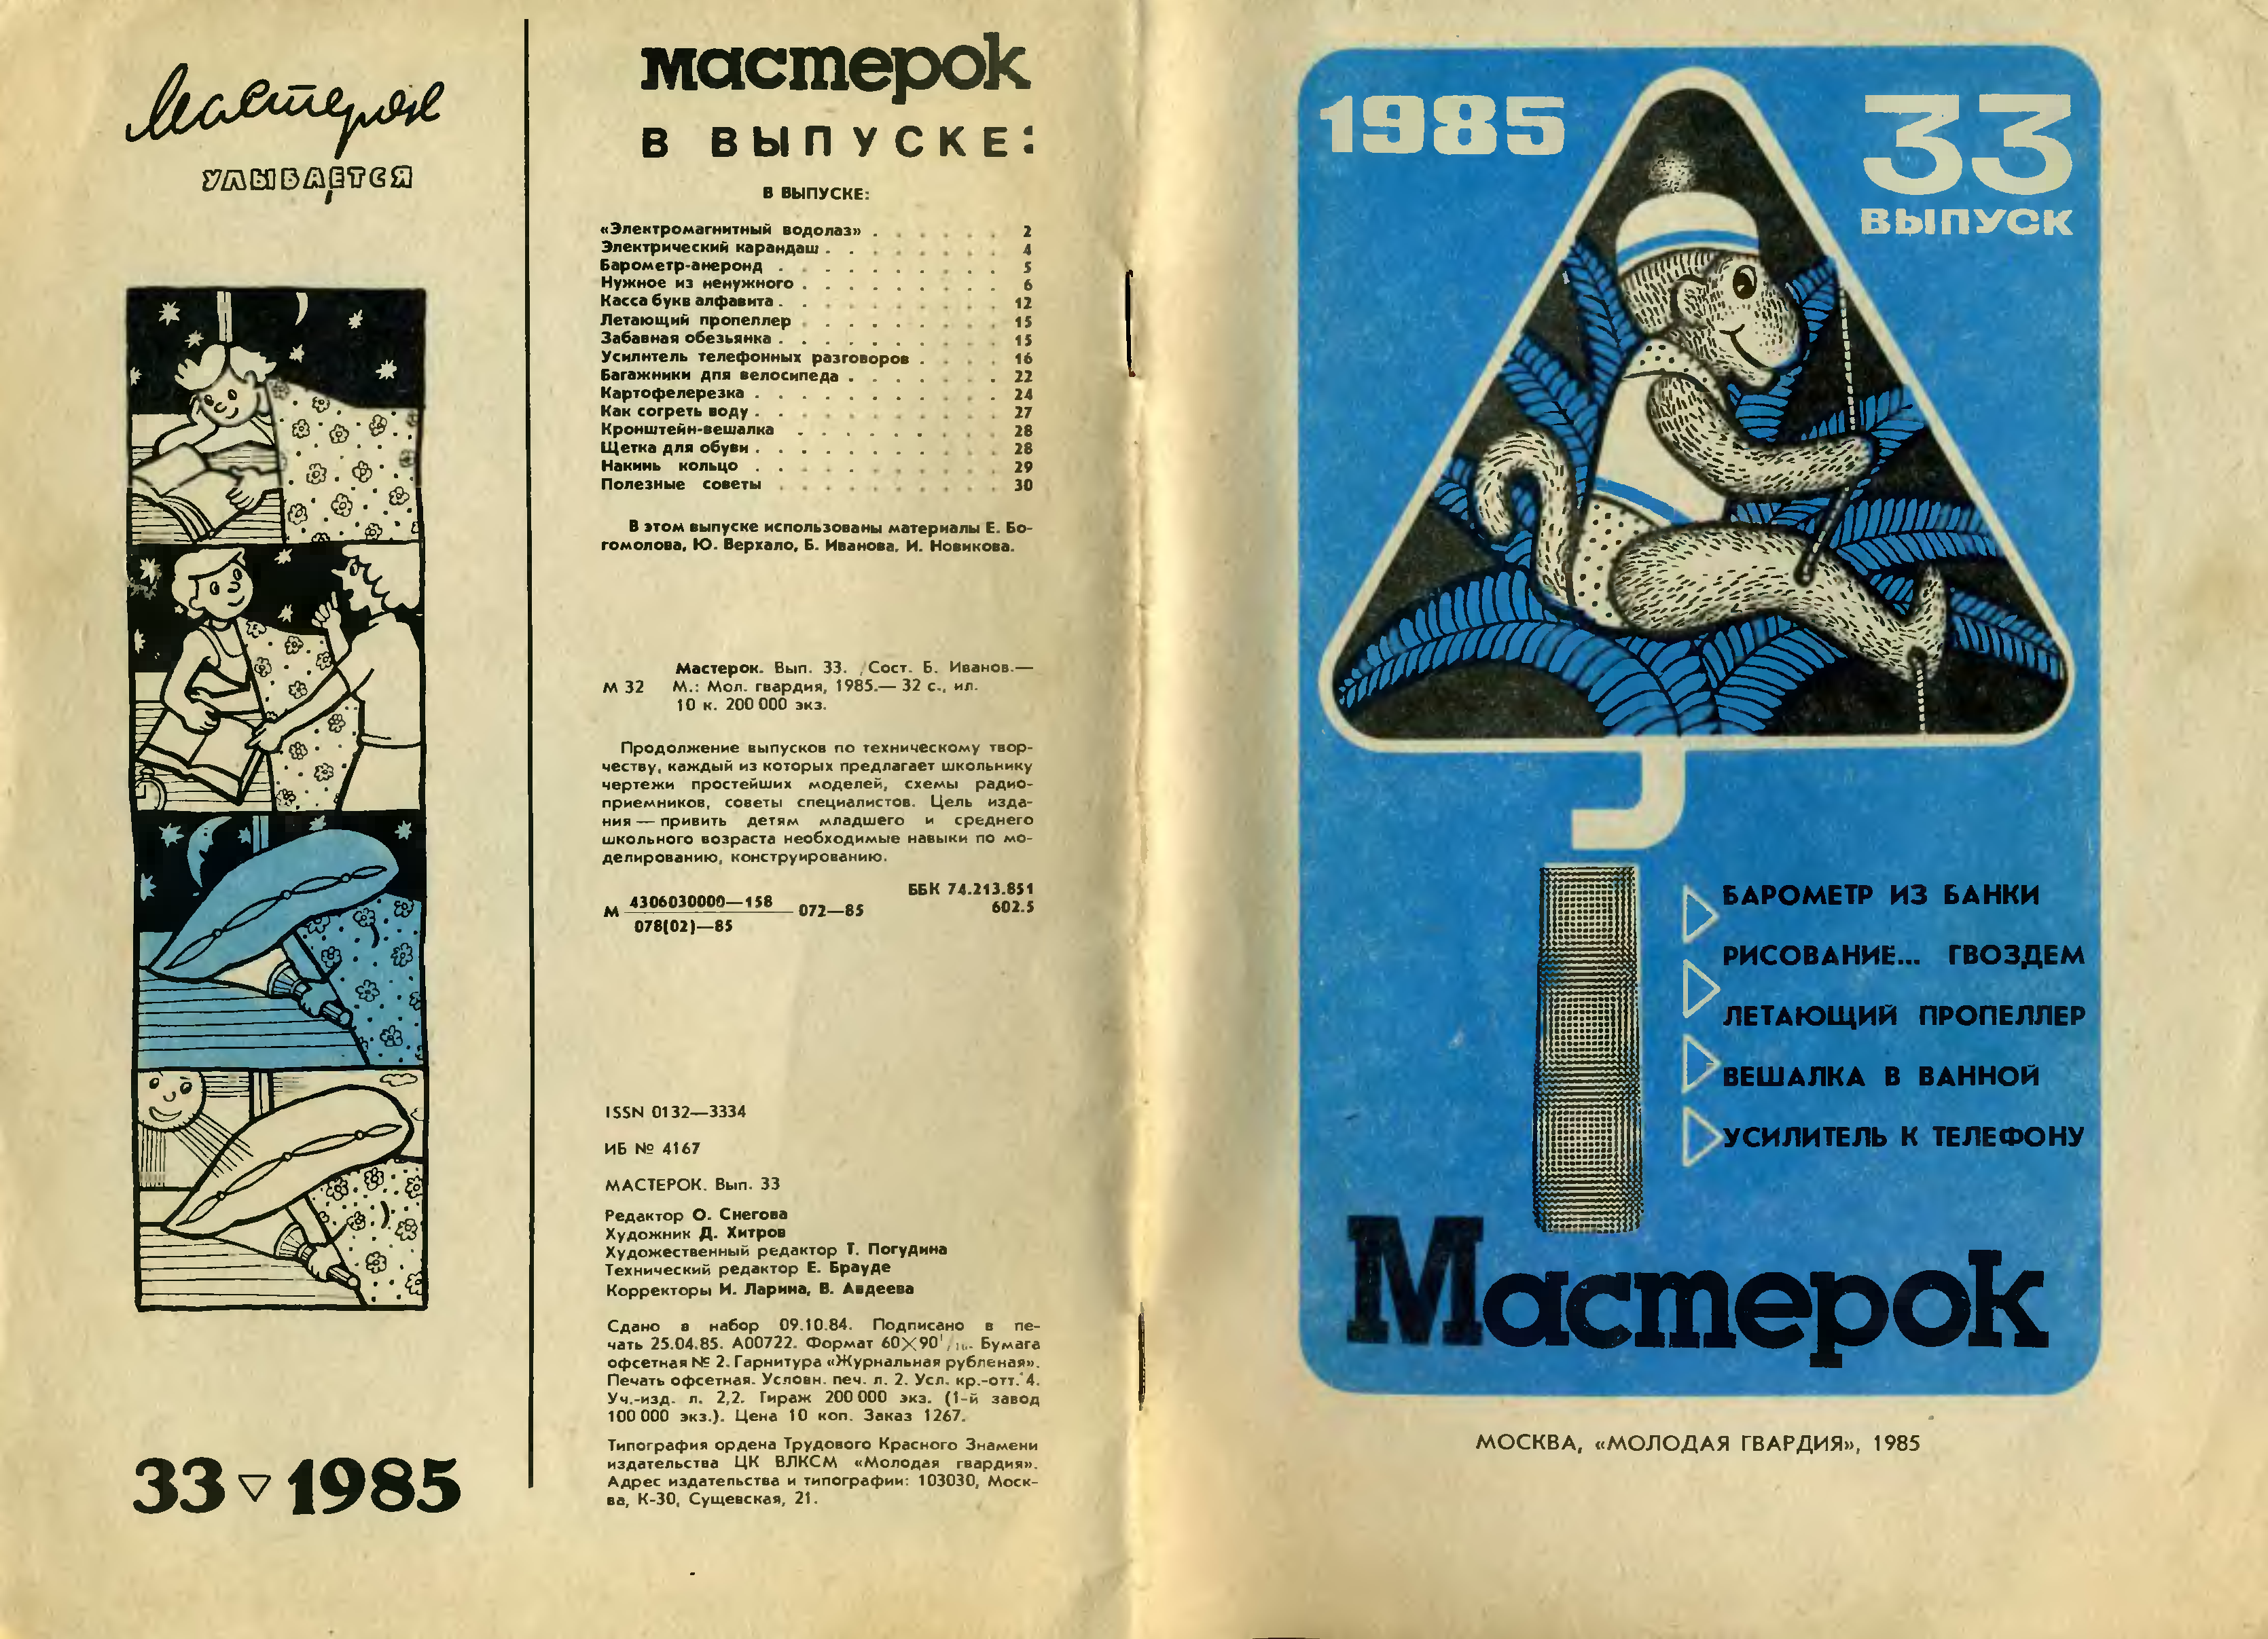 Мастерок
УЛЫБАЕТСЯ
33 1985
мастерок
В ВЫПУСКЕ:
В ВЫПУСКЕ:
«Электромагнитный водолаз» . . . . . . . 2
Электрический карандаш . . . . . . . . . 4
Барометр-анероид . . . . . . . . . . . 5
Нужное из ненужного . . . . . . . . . . 6
Касса букв алфавита . . . . . . . . . . 12
Летающий пропеллер . . . . . . . . . . 15
Забавная обезьянка . . . . . . . . . . 15
Усилитель телефонных разговоров . . . . 16
Багажники для велосипеда . . . . . . . 22
Картофелерезка . . . . . . . . . . . 24
Как согреть воду . . . . . . . . . . . 27
Кронштейн-вешалка . . . . . . . . . 28
Щетка для обуви . . . . . . . . . . . 28
Накинь кольцо . . . . . . . . . . . 29
Полезные советы . . . . . . . . . . 30
В этом выпуске использованы материалы Е. Бо-
гомолова, Ю. Верхало, Б. Иванова, И. Новикова.
Мастерок. Вып. 33. /Сост. Б. Иванов.—
М 32 М.: Мол. гвардия, 1985.— 32 с., ил.
10 к. 200 000 экз.
Продолжение выпусков по техническому твор-
честву, каждый из которых предлагает школьнику
чертежи простейших моделей, схемы радио-
приемников, советы специалистов. Цель изда-
ния — привить детям младшего и среднего
школьного возраста необходимые навыки по мо-
делированию, конструированию.
М 4306030000—158 / 078(02)—85 072—85
ББК 74.213.851
602.5
ISSN 0132—3334
ИБ № 4167
МАСТЕРОК. Вып. 33
Редактор О. Снегова
Художник Д. Хитров
Художественный редактор Т. Погудина
Технический редактор Е. Брауде
Корректоры И. Ларина, В. Авдеева
Сдано в набор 09.10.84. Подписано в пе-
чать 25.04.85. А00722. Формат 60×90¹/₁₆. Бумага
офсетная № 2. Гарнитура «Журнальная рубленая».
Печать офсетная. Условн. печ. л. 2. Усл. кр.-отт. 4.
Уч.-изд. л. 2,2. Тираж 200 000 экз. (1-й завод
100 000 экз.). Цена 10 коп. Заказ 1267.
Типография ордена Трудового Красного Знамени
издательства ЦК ВЛКСМ «Молодая гвардия».
Адрес издательства и типографии: 103030, Моск-
ва, К-30, Сущевская, 21.
1985
33
ВЫПУСК
БАРОМЕТР ИЗ БАНКИ
РИСОВАНИЕ... ГВОЗДЕМ
ЛЕТАЮЩИЙ ПРОПЕЛЛЕР
ВЕШАЛКА В ВАННОЙ
УСИЛИТЕЛЬ К ТЕЛЕФОНУ
Мастерок
МОСКВА, «МОЛОДАЯ ГВАРДИЯ», 1985